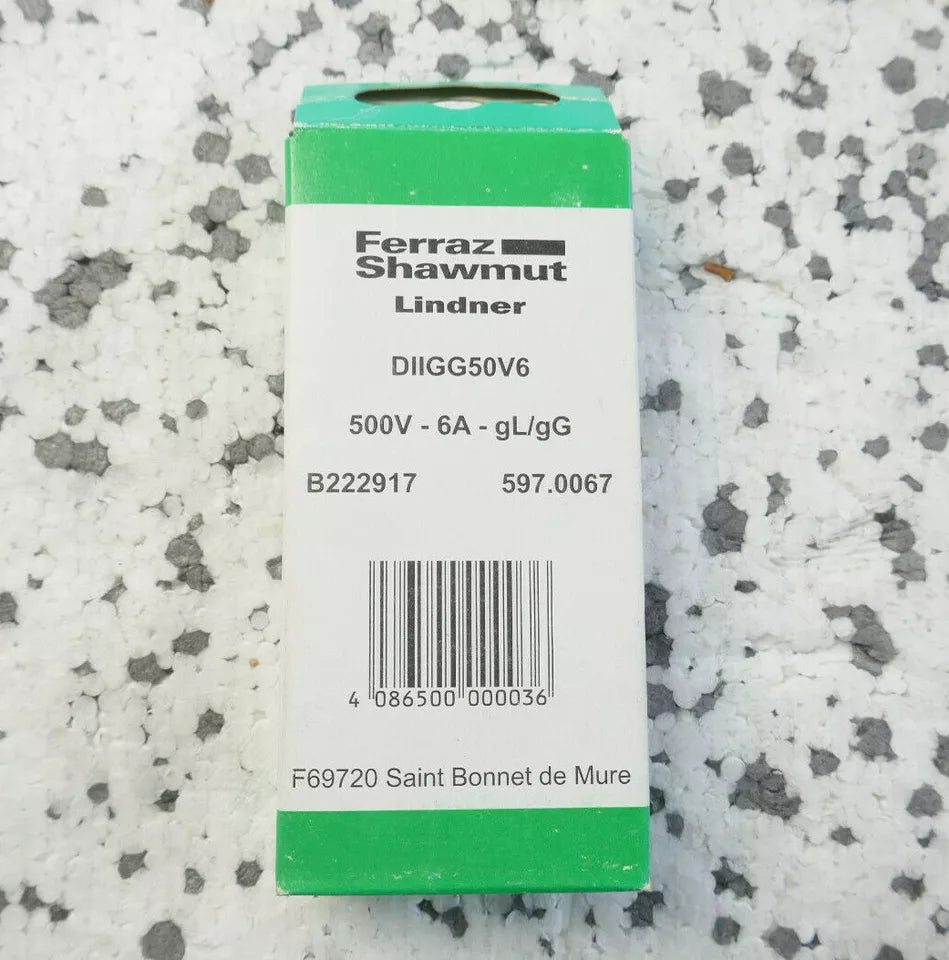 Ferraz
Shawmut
Lindner
DIIGG50V6
500V - 6A - gL/gG
B222917 597.0067
4 086500 000036
F69720 Saint Bonnet de Mure